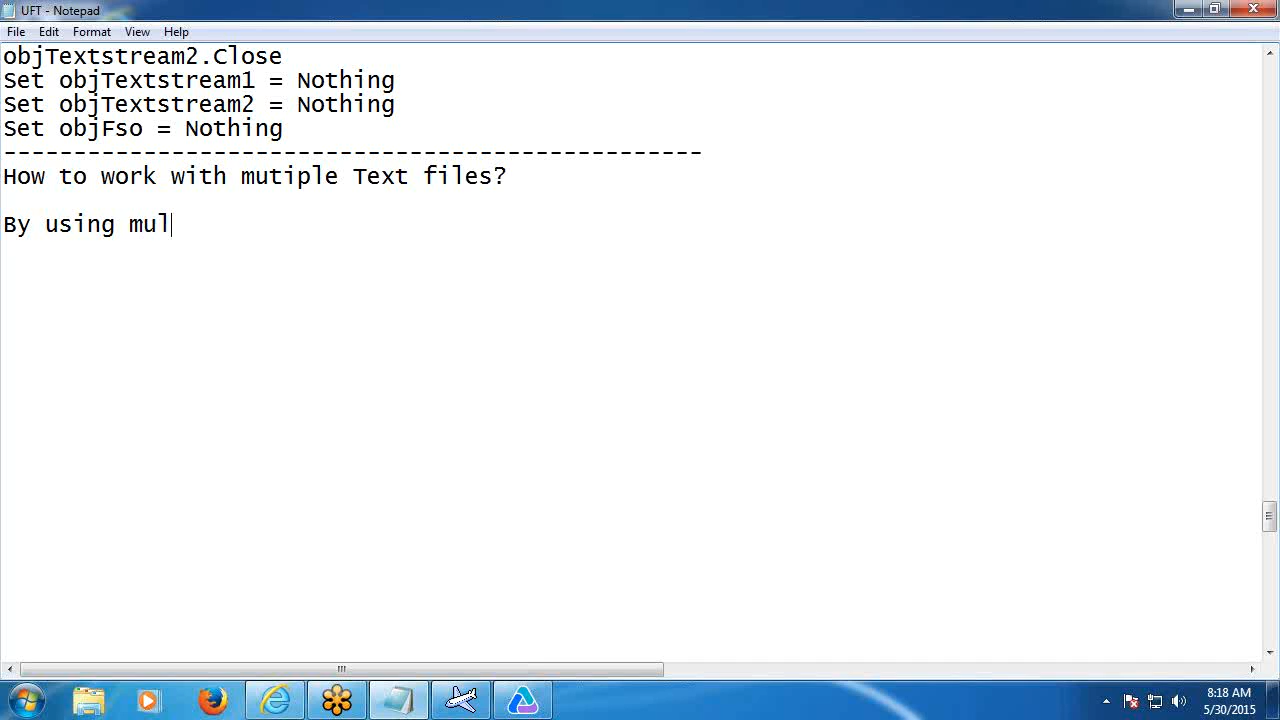 UFT - Notepad
File Edit Format View Help
objTextstream2.Close
Set objTextstream1 = Nothing
Set objTextstream2 = Nothing
Set objFso = Nothing
--------------------------------------------------
How to work with mutiple Text files?
By using mul
8:18 AM
5/30/2015